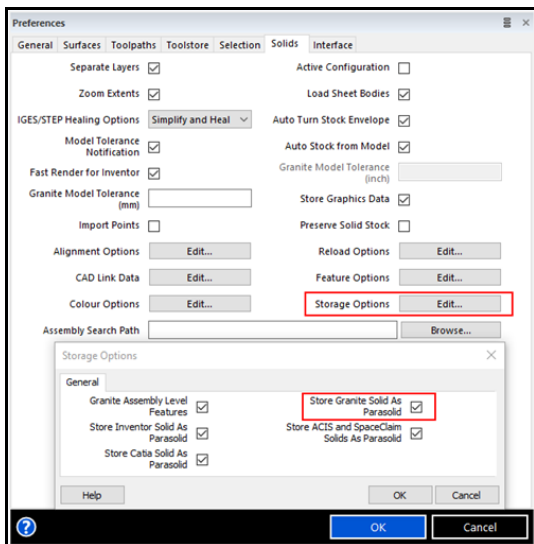 Preferences
General Surfaces Toolpaths Toolstore Selection Solids Interface
Separate Layers Active Configuration
Zoom Extents Load Sheet Bodies
IGES/STEP Healing Options Simplify and Heal Auto Turn Stock Envelope
Model Tolerance
Notification Auto Stock from Model
Fast Render for Inventor Granite Model Tolerance
(inch)
Granite Model Tolerance
(mm) Store Graphics Data
Import Points Preserve Solid Stock
Alignment Options Edit... Reload Options Edit...
CAD Link Data Edit... Feature Options Edit...
Colour Options Edit... Storage Options Edit...
Assembly Search Path Browse...
Storage Options
General
Granite Assembly Level
Features Store Granite Solid As
Parasolid
Store Inventor Solid As
Parasolid Store ACIS and SpaceClaim
Solids As Parasolid
Store Catia Solid As
Parasolid
Help OK Cancel
? OK Cancel